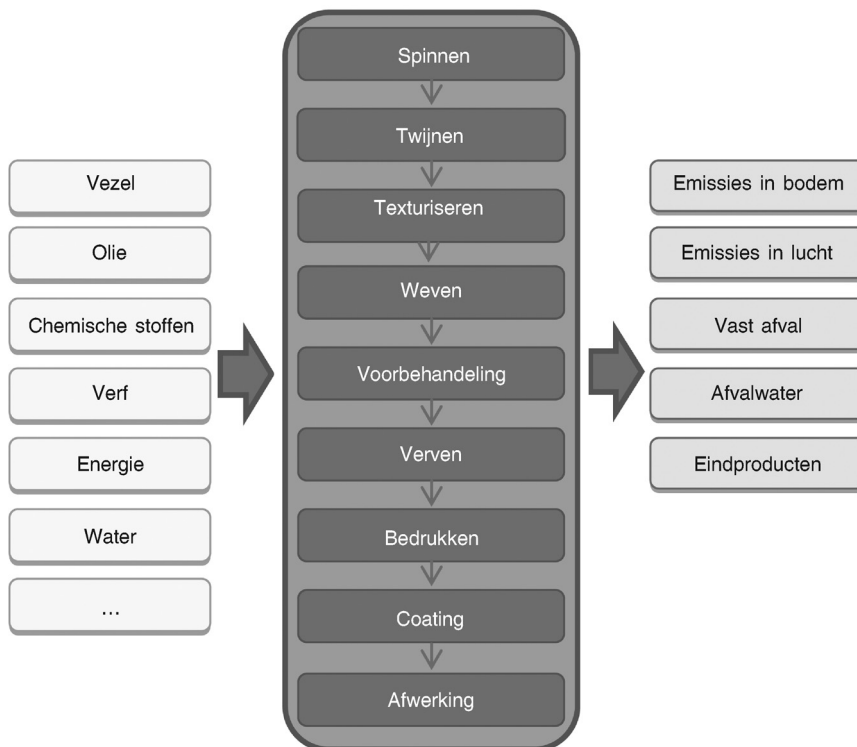 Vezel
Olie
Chemische stoffen
Verf
Energie
Water
...
Spinnen
Twijnen
Texturiseren
Weven
Voorbehandeling
Verven
Bedrukken
Coating
Afwerking
Emissies in bodem
Emissies in lucht
Vast afval
Afvalwater
Eindproducten